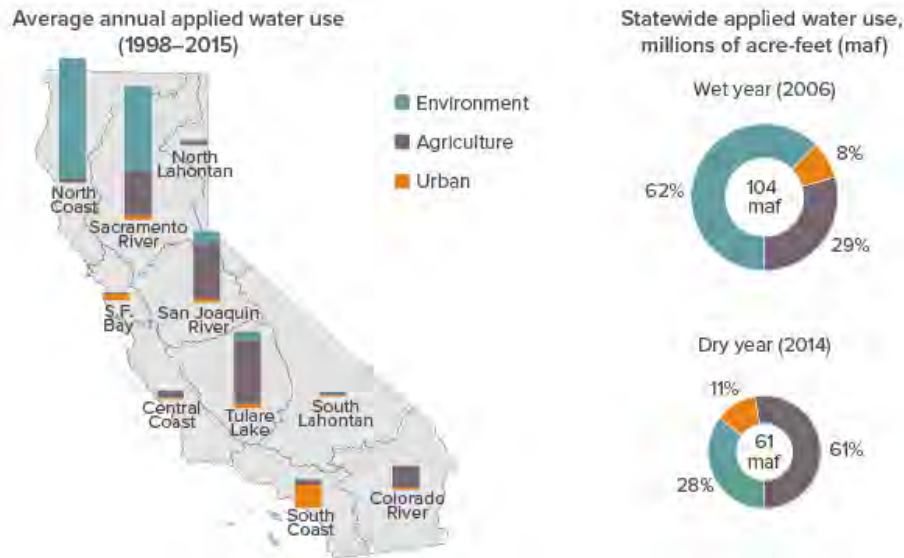 Average annual applied water use
(1998–2015)
Environment
Agriculture
Urban
North
Coast
Sacramento
River
North
Lahontan
S.F.
Bay
San Joaquin
River
Central
Coast
Tulare
Lake
South
Lahontan
South
Coast
Colorado
River
Statewide applied water use,
millions of acre-feet (maf)
Wet year (2006)
8%
62%
104
maf
29%
Dry year (2014)
11%
61
maf
61%
28%